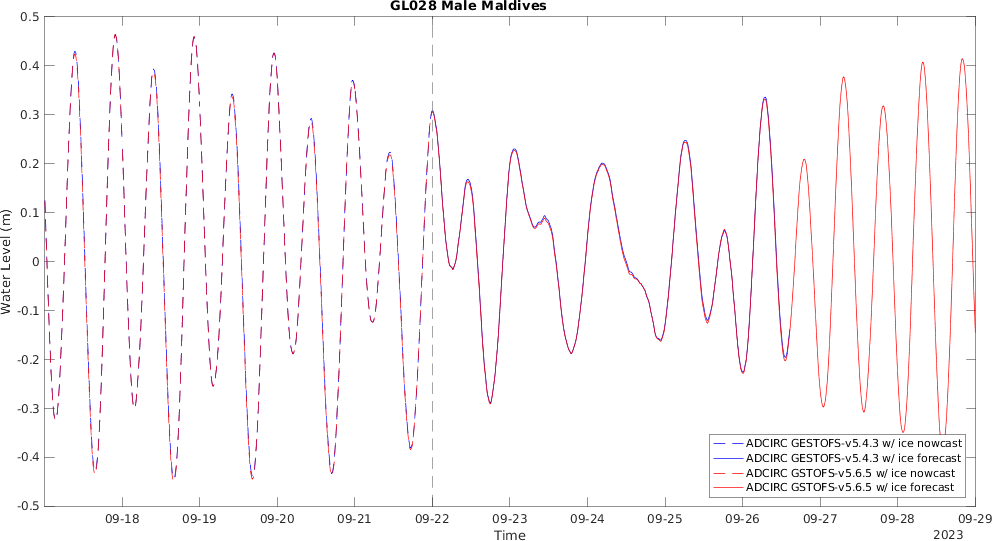 GL028 Male Maldives
0.5
0.4
0.3
0.2
0.1
0
-0.1
-0.2
-0.3
-0.4
-0.5
Water Level (m)
ADCIRC GESTOFS-v5.4.3 w/ ice nowcast
ADCIRC GESTOFS-v5.4.3 w/ ice forecast
ADCIRC GSTOFS-v5.6.5 w/ ice nowcast
ADCIRC GSTOFS-v5.6.5 w/ ice forecast
09-18 09-19 09-20 09-21 09-22 09-23 09-24 09-25 09-26 09-27 09-28 09-29
Time 2023